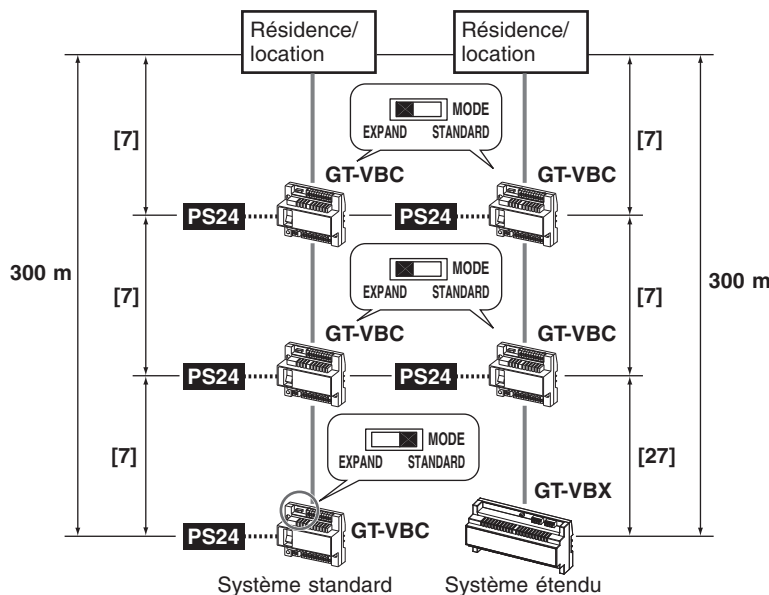 Résidence/
location
Résidence/
location
MODE
EXPAND STANDARD
[7]
[7]
GT-VBC
GT-VBC
PS24
PS24
300 m
300 m
MODE
EXPAND STANDARD
[7]
[7]
GT-VBC
GT-VBC
PS24
PS24
MODE
EXPAND STANDARD
[7]
[27]
GT-VBX
PS24
GT-VBC
Système standard
Système étendu